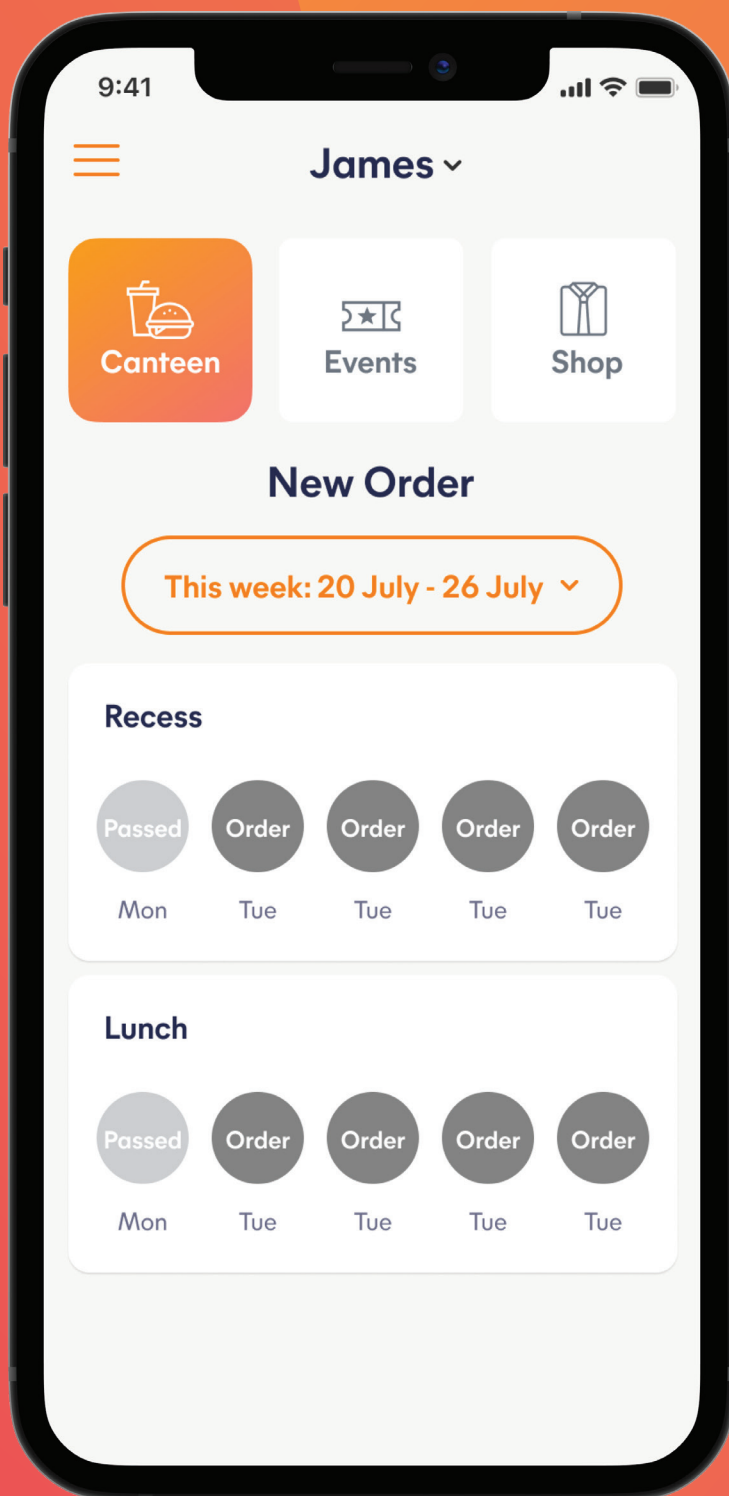 9:41
James
Canteen Events Shop
New Order
This week: 20 July - 26 July
Recess
Passed Order Order Order Order
Mon Tue Tue Tue Tue
Lunch
Passed Order Order Order Order
Mon Tue Tue Tue Tue